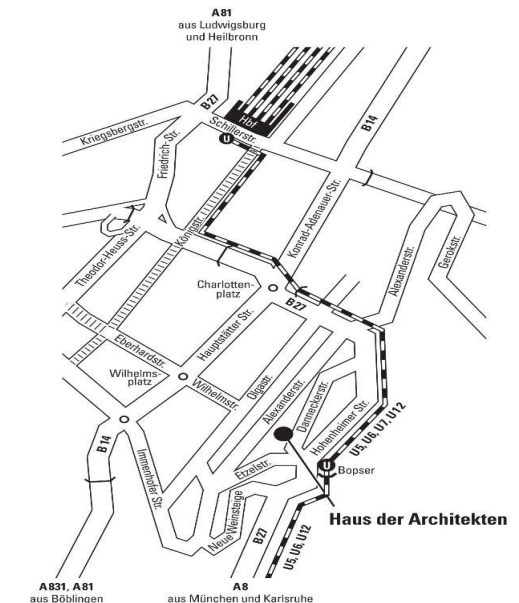 A81
aus Ludwigsburg
und Heilbronn
B27
Hbf
Schillerstr.
U
B14
Kriegsbergstr.
Friedrich-Str.
Königstr.
Konrad-Adenauer-Str.
Theodor-Heuss-Str.
Alexanderstr.
Gerokstr.
Charlotten-
platz
B27
Eberhardstr.
Hauptstätter Str.
Wilhelms-
platz
Wilhelmstr.
Olgastr.
Alexanderstr.
Danneckerstr.
Hohenheimer Str.
U5, U6, U7, U12
B14
Immenhofer Str.
Etzelstr.
U
Bopser
Neue Weinsteige
B27
U5, U6, U12
Haus der Architekten
A831, A81
aus Böblingen
A8
aus München und Karlsruhe